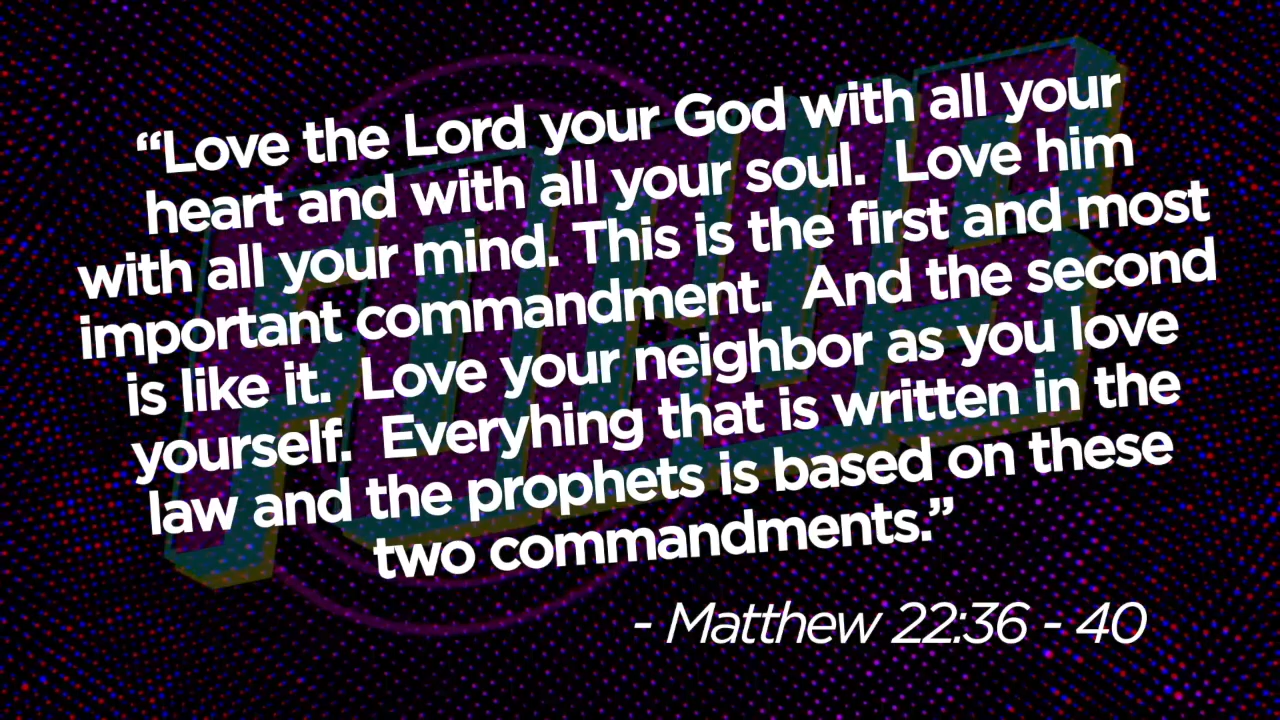 “Love the Lord your God with all your
heart and with all your soul.  Love him
with all your mind. This is the first and most
important commandment.  And the second
is like it.  Love your neighbor as you love
yourself.  Everyhing that is written in the
law and the prophets is based on these
two commandments.”
- Matthew 22:36 - 40